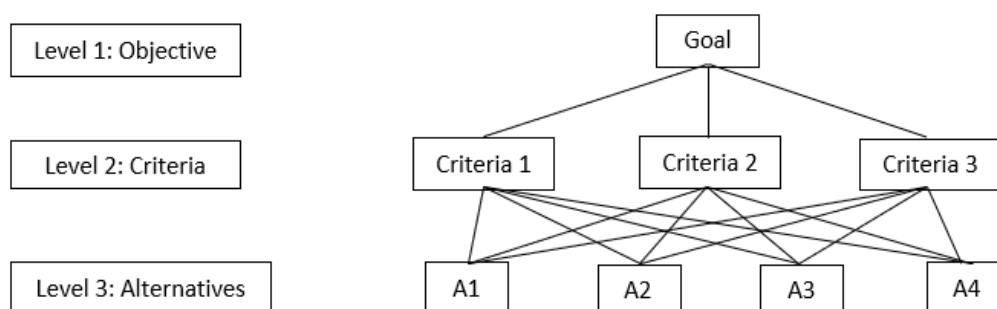 Level 1: Objective
Goal
Level 2: Criteria
Criteria 1
Criteria 2
Criteria 3
Level 3: Alternatives
A1
A2
A3
A4